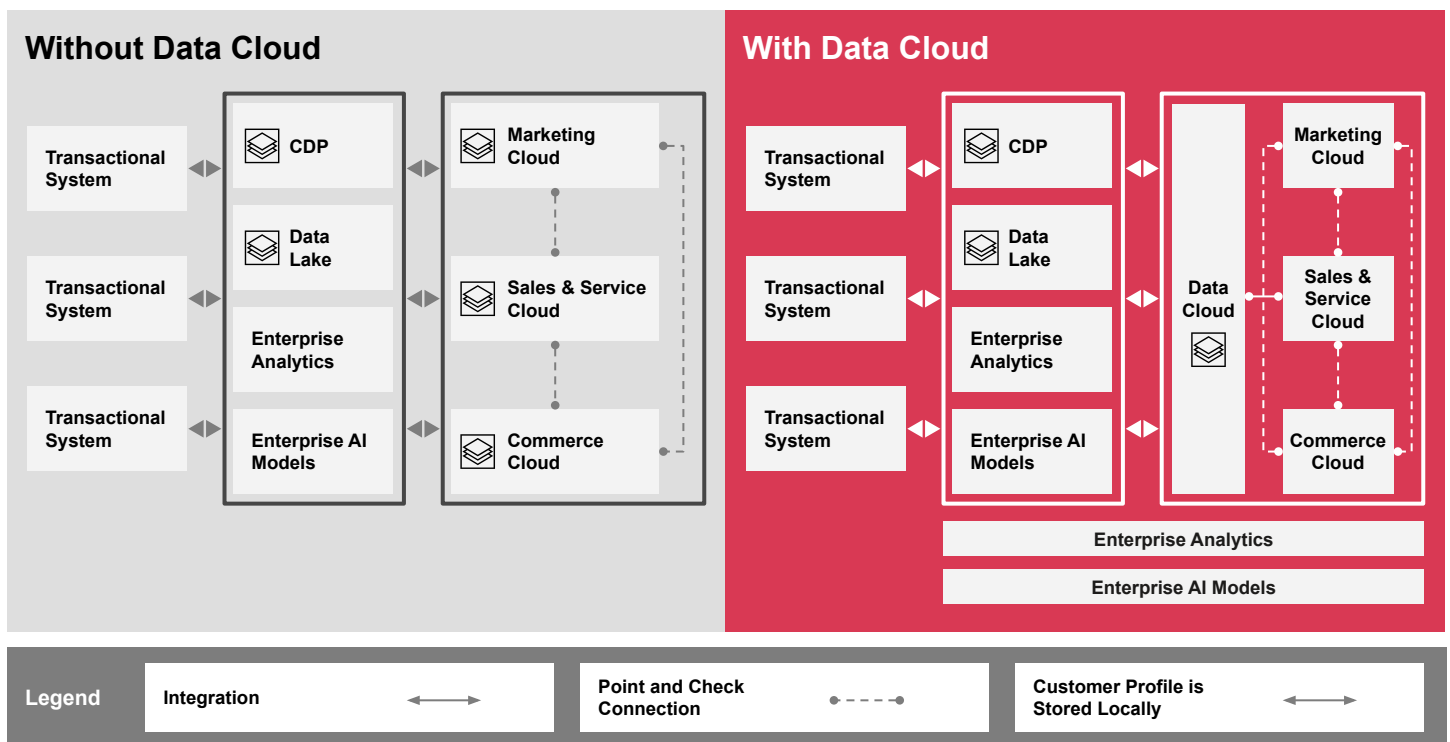 Without Data Cloud
Transactional
System
Transactional
System
Transactional
System
CDP
Data
Lake
Enterprise
Analytics
Enterprise AI
Models
Marketing
Cloud
Sales & Service
Cloud
Commerce
Cloud
With Data Cloud
Transactional
System
Transactional
System
Transactional
System
CDP
Data
Lake
Enterprise
Analytics
Enterprise AI
Models
Data
Cloud
Marketing
Cloud
Sales &
Service
Cloud
Commerce
Cloud
Enterprise Analytics
Enterprise AI Models
Legend
Integration
Point and Check
Connection
Customer Profile is
Stored Locally